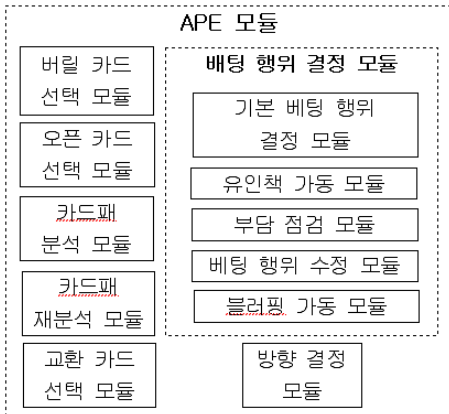 APE 모듈
버릴 카드
선택 모듈
오픈 카드
선택 모듈
카드패
분석 모듈
카드패
재분석 모듈
교환 카드
선택 모듈
배팅 행위 결정 모듈
기본 베팅 행위
결정 모듈
유인책 가동 모듈
부담 점검 모듈
베팅 행위 수정 모듈
블러핑 가동 모듈
방향 결정
모듈